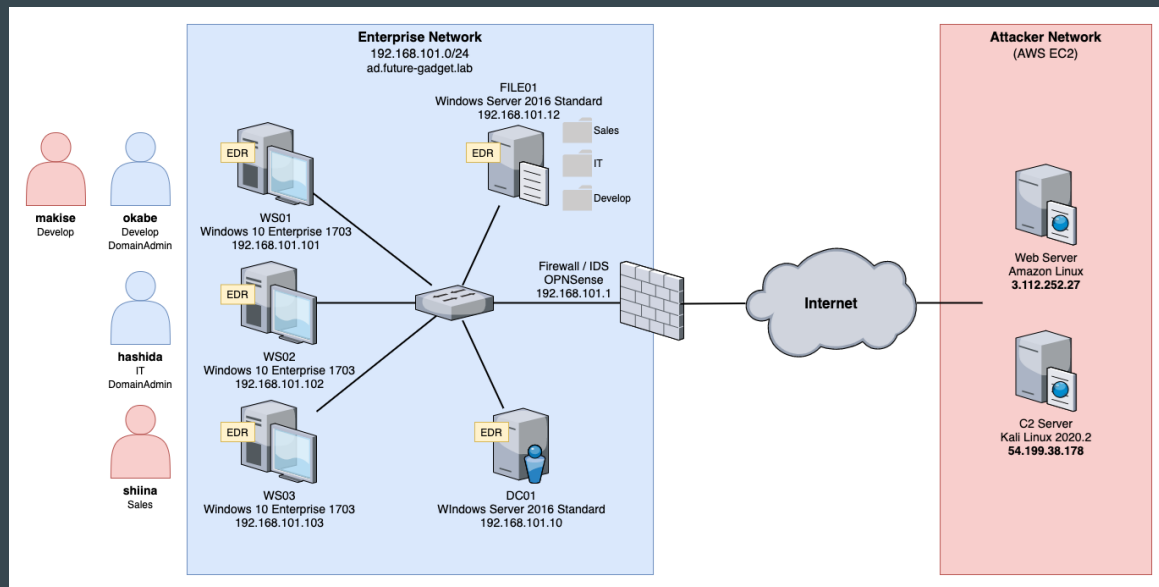 Enterprise Network
192.168.101.0/24
ad.future-gadget.lab
Attacker Network
(AWS EC2)
FILE01
Windows Server 2016 Standard
192.168.101.12
EDR
Sales
IT
Develop
EDR
WS01
Windows 10 Enterprise 1703
192.168.101.101
makise
Develop
okabe
Develop
DomainAdmin
Firewall / IDS
OPNSense
192.168.101.1
Internet
Web Server
Amazon Linux
3.112.252.27
EDR
WS02
Windows 10 Enterprise 1703
192.168.101.102
hashida
IT
DomainAdmin
C2 Server
Kali Linux 2020.2
54.199.38.178
EDR
WS03
Windows 10 Enterprise 1703
192.168.101.103
shiina
Sales
EDR
DC01
WIndows Server 2016 Standard
192.168.101.10